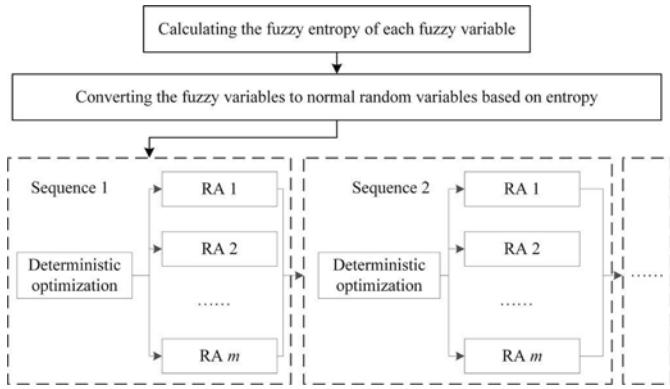 Calculating the fuzzy entropy of each fuzzy variable
Converting the fuzzy variables to normal random variables based on entropy
Sequence 1
RA 1
RA 2
Deterministic
optimization
......
RA m
Sequence 2
RA 1
RA 2
Deterministic
optimization
......
RA m
......